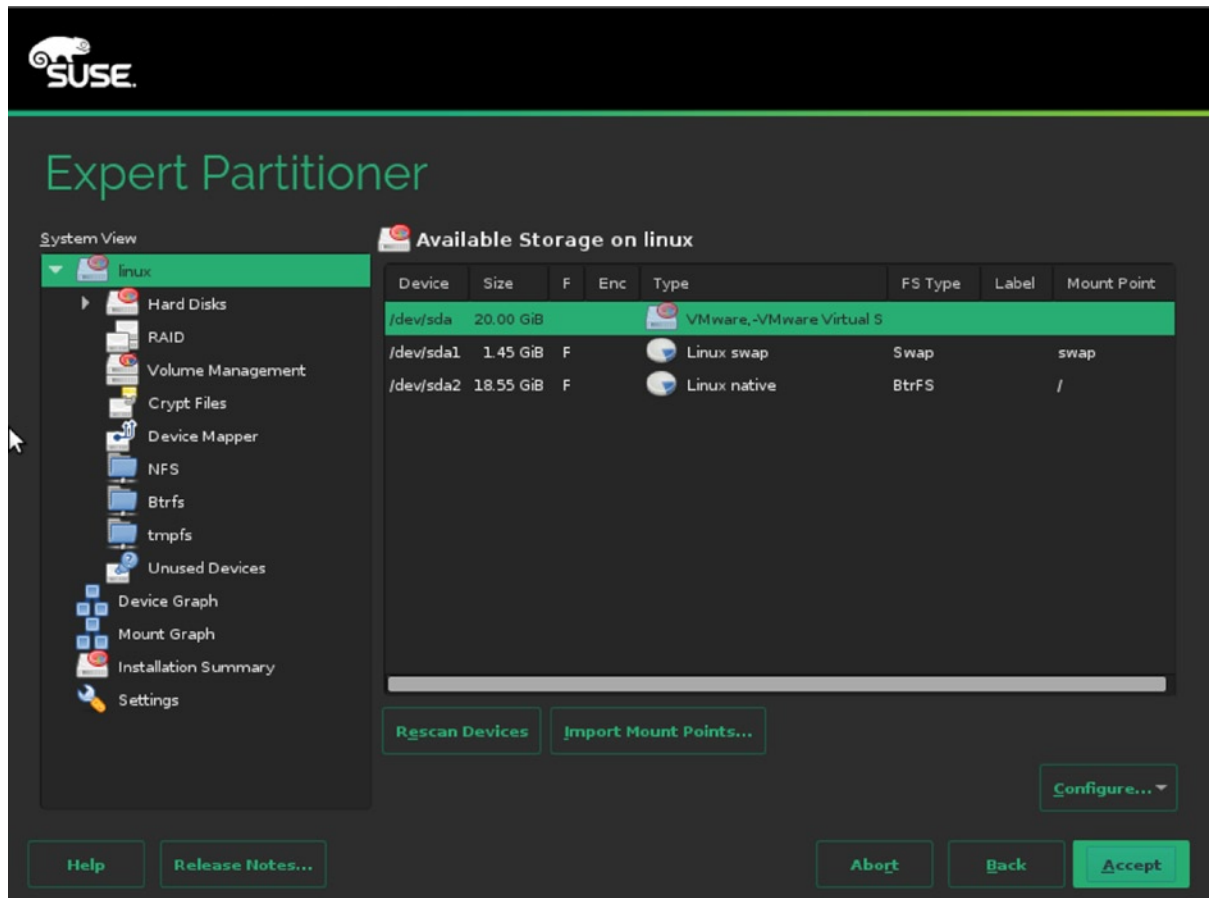 SUSE.
Expert Partitioner
System View
linux
Hard Disks
RAID
Volume Management
Crypt Files
Device Mapper
NFS
Btrfs
tmpfs
Unused Devices
Device Graph
Mount Graph
Installation Summary
Settings
Available Storage on linux
Device Size F Enc Type FS Type Label Mount Point
/dev/sda 20.00 GiB VMware,-VMware Virtual S
/dev/sda1 1.45 GiB F Linux swap Swap swap
/dev/sda2 18.55 GiB F Linux native BtrFS /
Rescan Devices Import Mount Points...
Configure...
Help Release Notes... Abort Back Accept